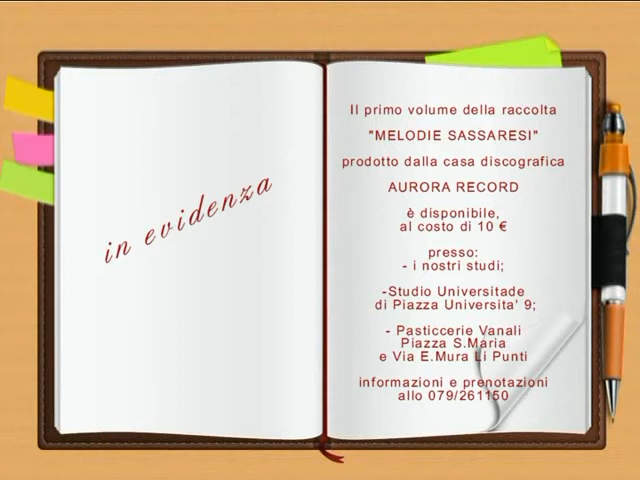 in evidenza
Il primo volume della raccolta
"MELODIE SASSARESI"
prodotto dalla casa discografica
AURORA RECORD
è disponibile,
al costo di 10 €
presso:
- i nostri studi;
-Studio Universitade
di Piazza Universita' 9;
- Pasticcerie Vanali
Piazza S.Maria
e Via E.Mura Li Punti
informazioni e prenotazioni
allo 079/261150